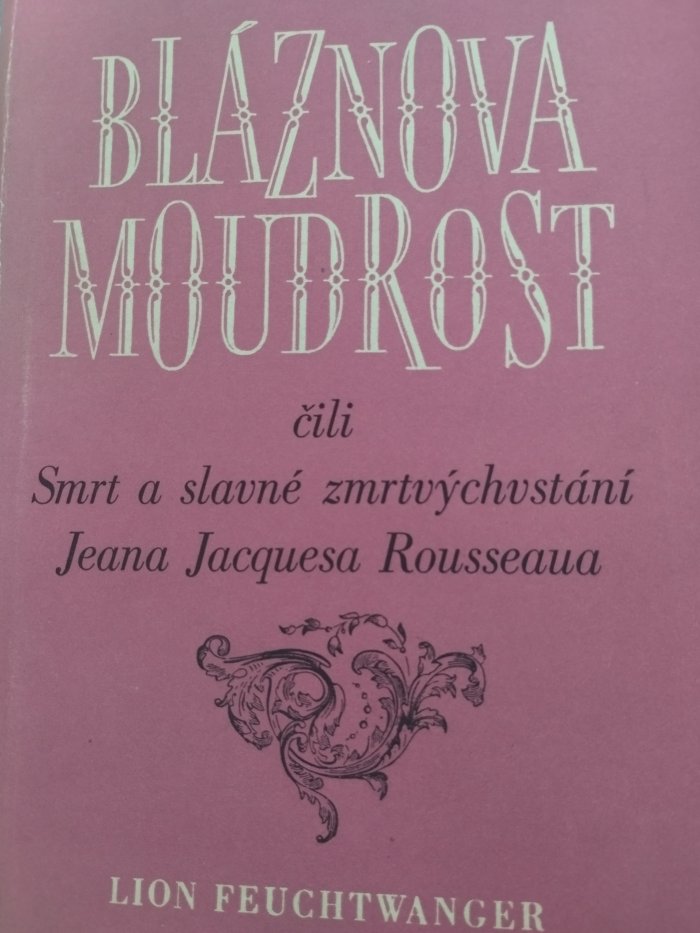 BLÁZNOVA
MOUDROST
čili
Smrt a slavné zmrtvýchvstání
Jeana Jacquesa Rousseaua
LION FEUCHTWANGER